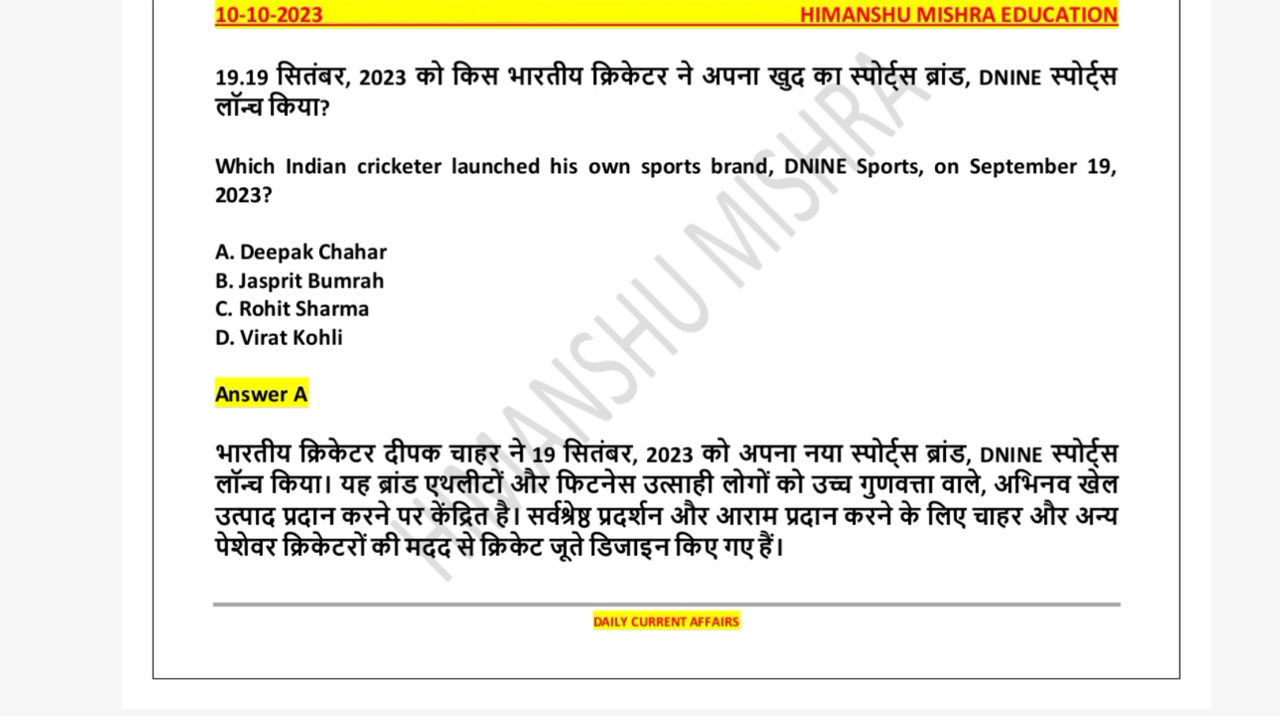 10-10-2023 HIMANSHU MISHRA EDUCATION
19.19 सितंबर, 2023 को किस भारतीय क्रिकेटर ने अपना खुद का स्पोर्ट्स ब्रांड, DNINE स्पोर्ट्स
लॉन्च किया?
Which Indian cricketer launched his own sports brand, DNINE Sports, on September 19,
2023?
A. Deepak Chahar
B. Jasprit Bumrah
C. Rohit Sharma
D. Virat Kohli
Answer A
भारतीय क्रिकेटर दीपक चाहर ने 19 सितंबर, 2023 को अपना नया स्पोर्ट्स ब्रांड, DNINE स्पोर्ट्स
लॉन्च किया। यह ब्रांड एथलीटों और फिटनेस उत्साही लोगों को उच्च गुणवत्ता वाले, अभिनव खेल
उत्पाद प्रदान करने पर केंद्रित है। सर्वश्रेष्ठ प्रदर्शन और आराम प्रदान करने के लिए चाहर और अन्य
पेशेवर क्रिकेटरों की मदद से क्रिकेट जूते डिजाइन किए गए हैं।
DAILY CURRENT AFFAIRS
HIMANSHU MISHRA